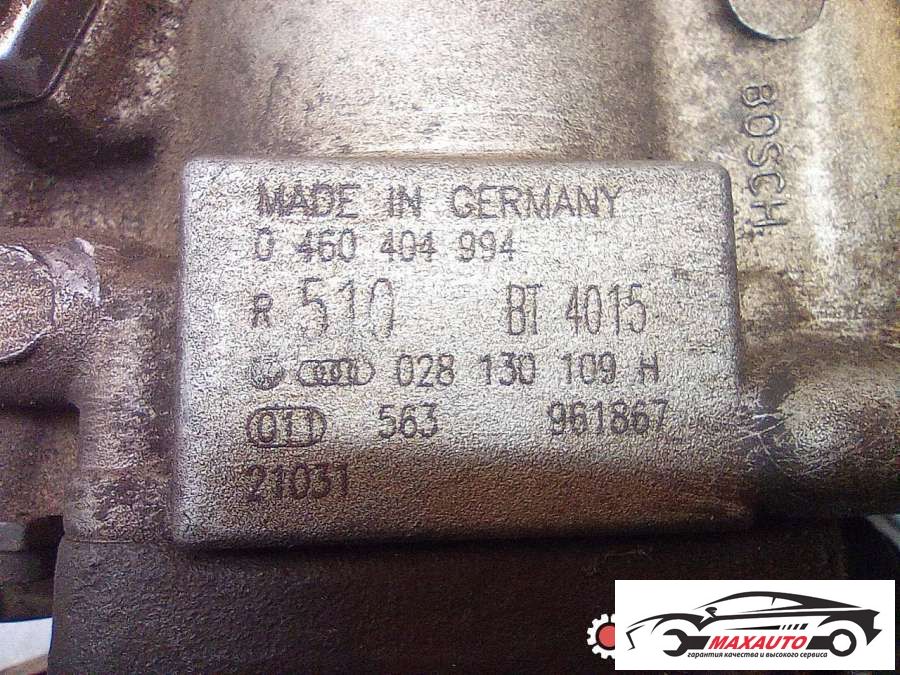 BOSCH
MADE IN GERMANY
0 460 404 994
R 510 BT 4015
028 130 109 H
011 563 961867
21031
MAXAUTO
гарантия качества и высокого сервиса